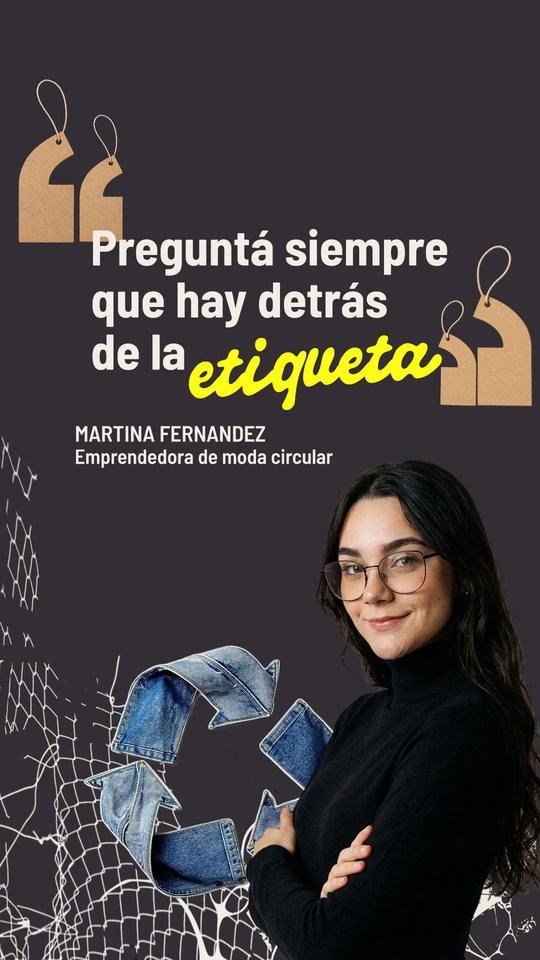 Preguntá siempre
que hay detrás
de la etiqueta
MARTINA FERNANDEZ
Emprendedora de moda circular